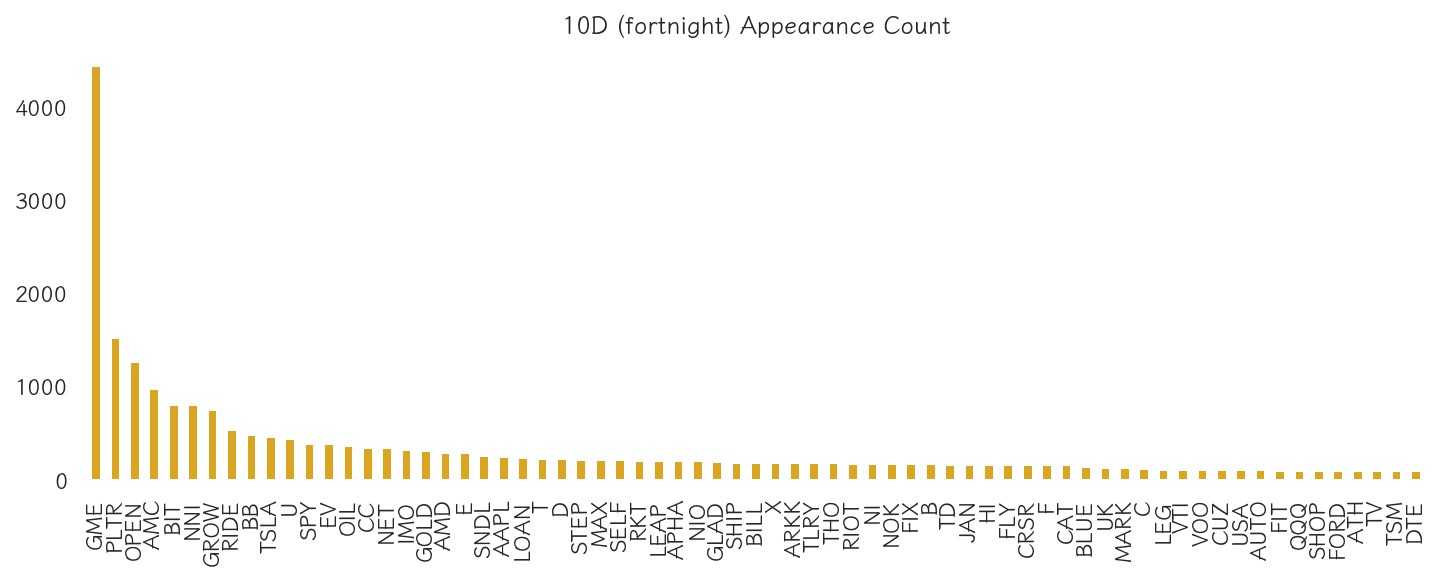 10D (fortnight) Appearance Count
4000
3000
2000
1000
0
GME PLTR OPEN AMC BIT NNI GROW RIDE BB TSLA U SPY EV OIL CC NET IMO GOLD AMD E SNDL AAPL LOAN T D STEP MAX SELF RKT LEAP APHA NIO GLAD SHIP BILL X ARKK TLRY THO RIOT NI NOK FIX B TD JAN HI FLY CRSR F CAT BLUE UK MARK C LEG VTI VOO CUZ USA AUTO FIT QQQ SHOP FORD ATH TV TSM DTE